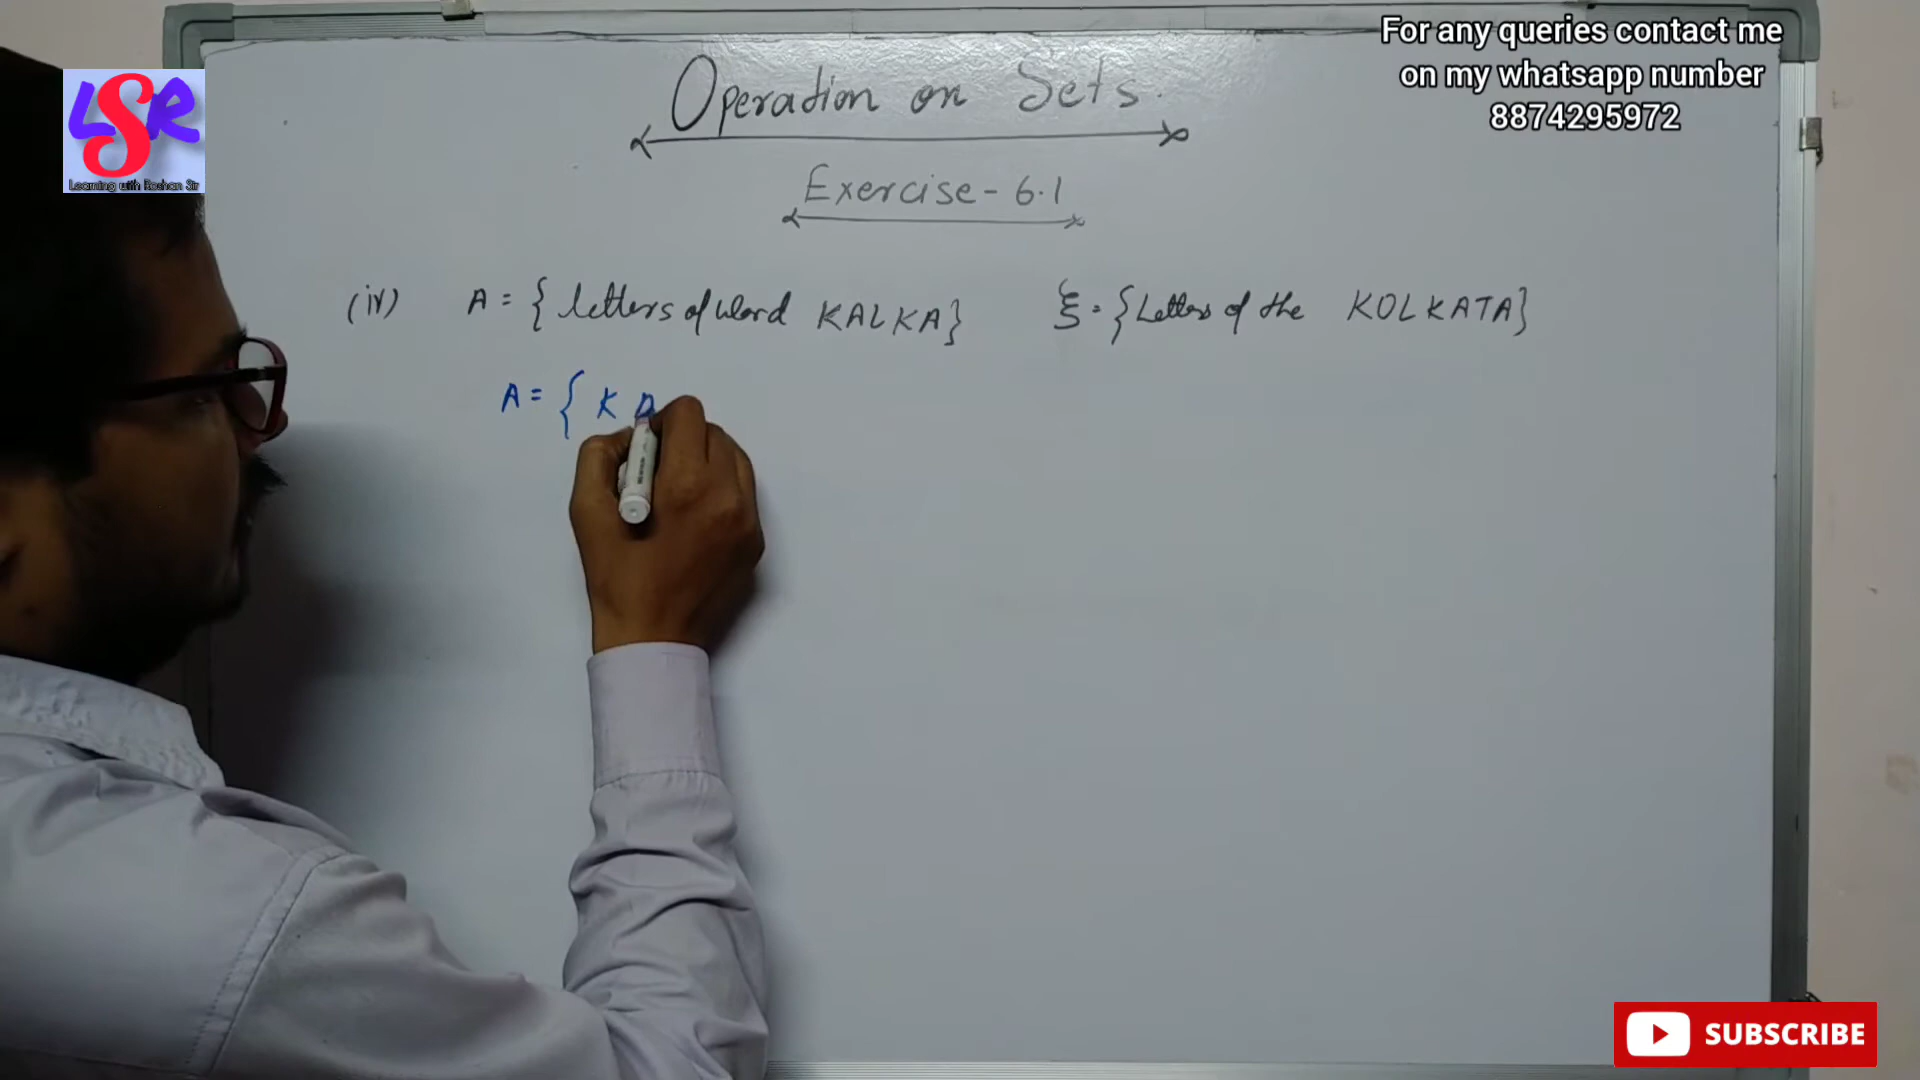 For any queries contact me
on my whatsapp number
8874295972
LSR
Learning with Roshan Sir
Operation on Sets.
Exercise - 6.1
(iv) A = { letters of word KALKA} ξ = {Letters of the KOLKATA}
A = { K A
SUBSCRIBE